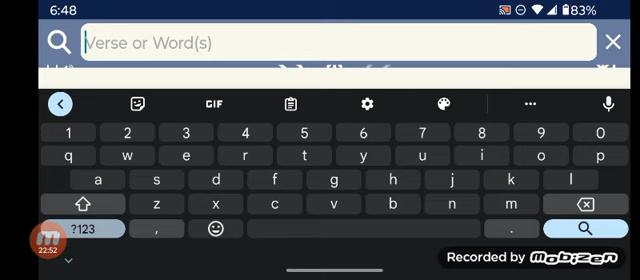 6:48
83%
Verse or Word(s)
GIF
1 2 3 4 5 6 7 8 9 0
q w e r t y u i o p
a s d f g h j k l
z x c v b n m
?123 , .
22:52
Recorded by MOBIZEN